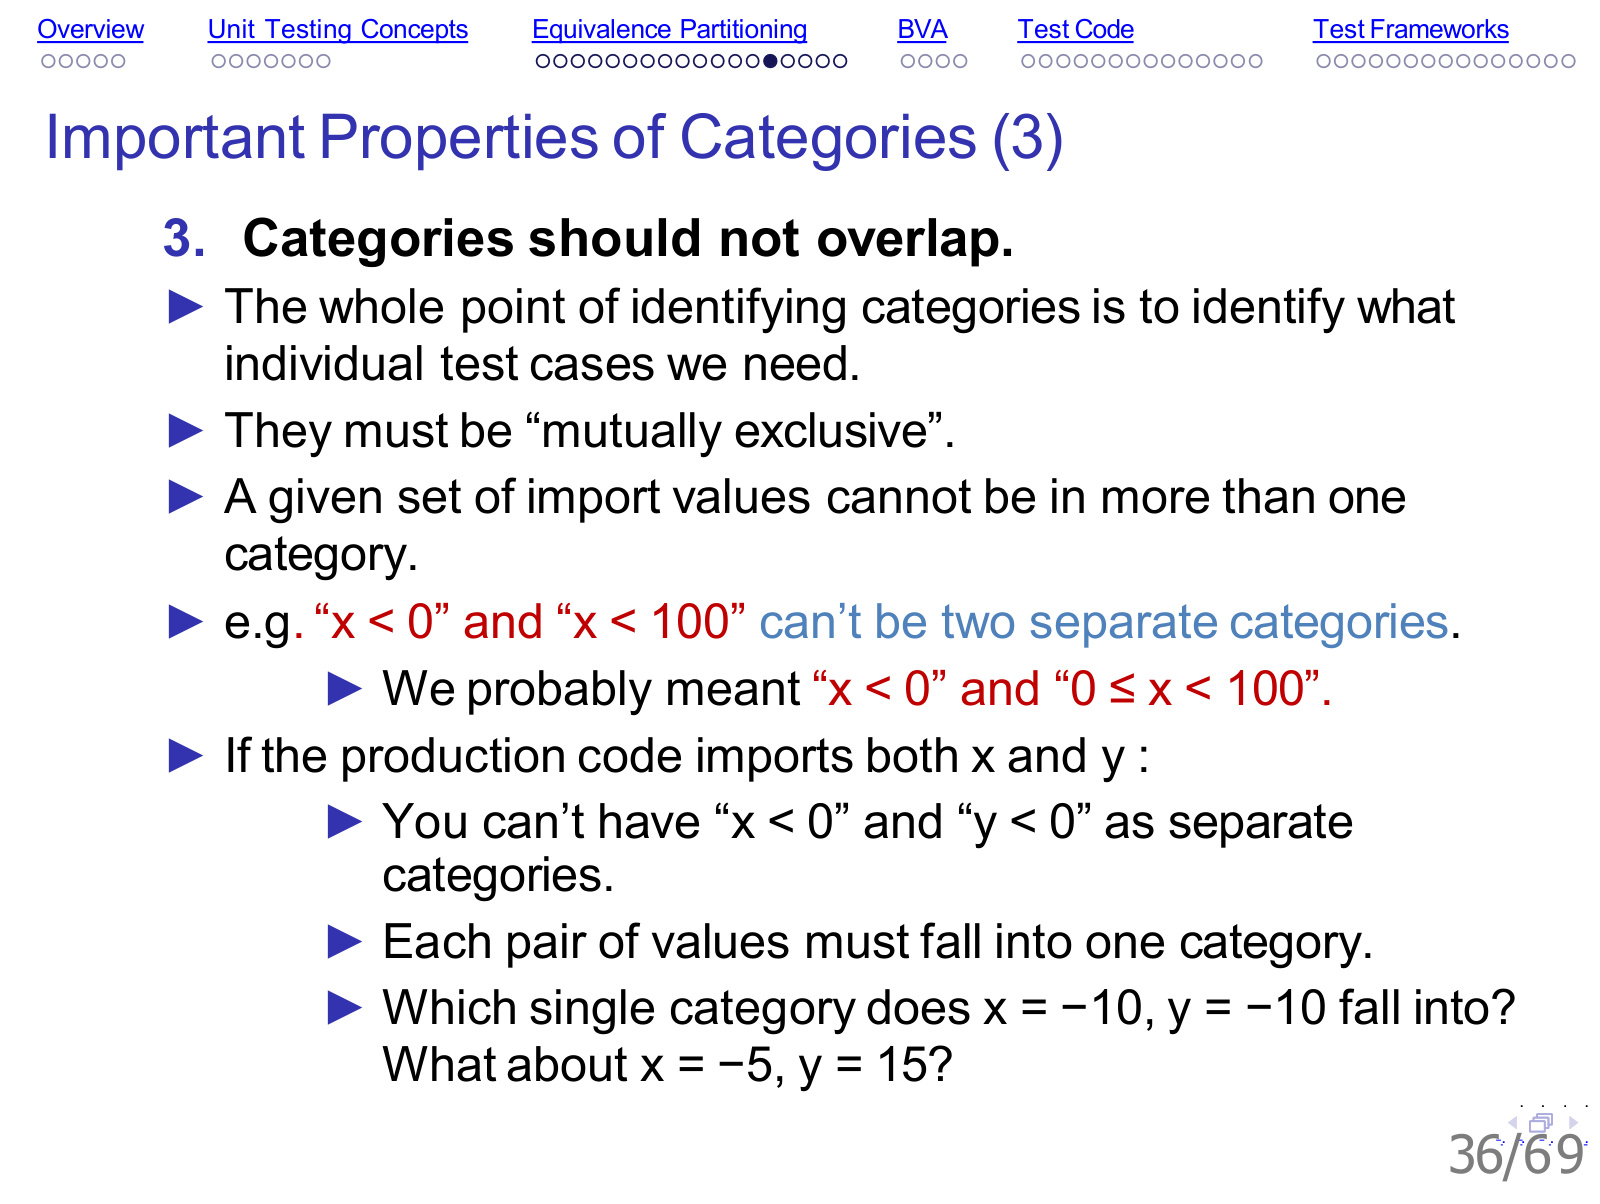 Overview Unit Testing Concepts Equivalence Partitioning BVA Test Code Test Frameworks
Important Properties of Categories (3)
3. Categories should not overlap.
► The whole point of identifying categories is to identify what
individual test cases we need.
► They must be “mutually exclusive”.
► A given set of import values cannot be in more than one
category.
► e.g. “x < 0” and “x < 100” can’t be two separate categories.
► We probably meant “x < 0” and “0 ≤ x < 100”.
► If the production code imports both x and y :
► You can’t have “x < 0” and “y < 0” as separate
categories.
► Each pair of values must fall into one category.
► Which single category does x = −10, y = −10 fall into?
What about x = −5, y = 15?
36/69